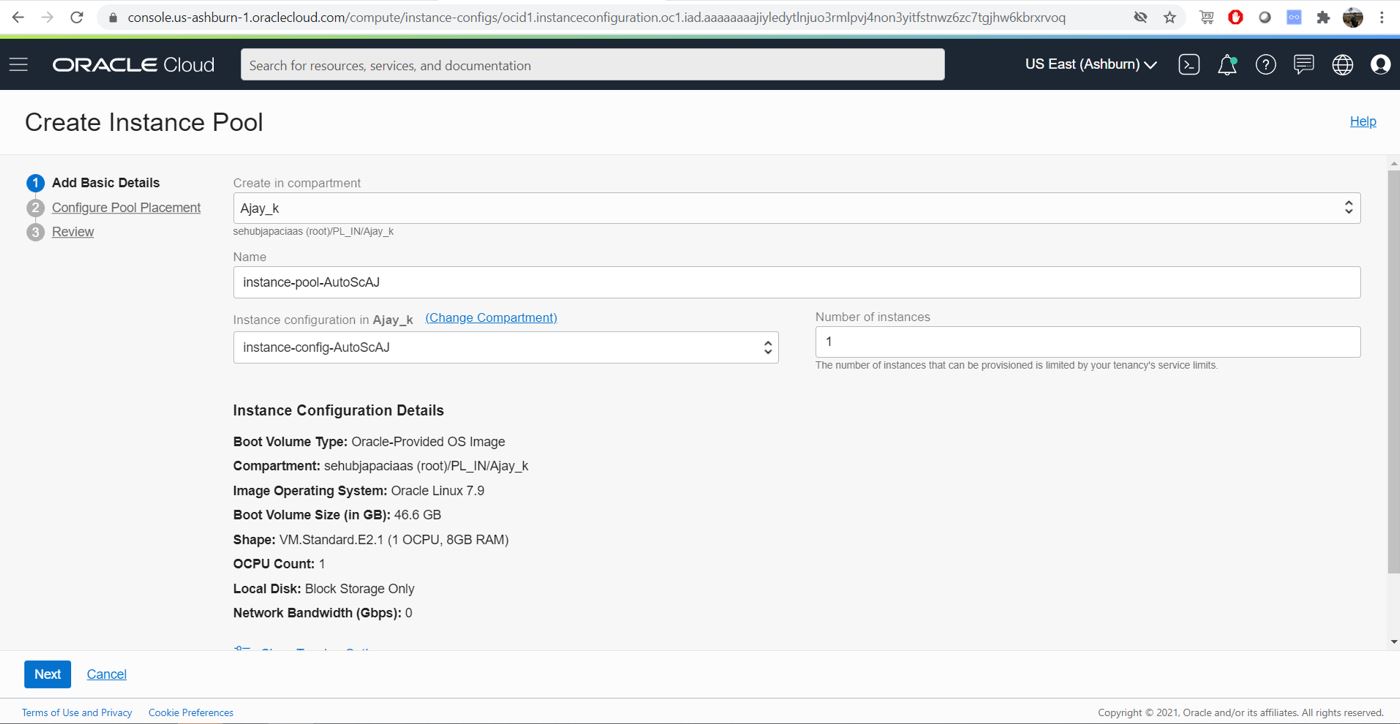 console.us-ashburn-1.oraclecloud.com/compute/instance-configs/ocid1.instanceconfiguration.oc1.iad.aaaaaaaajiyledytlnjuo3rmlpvj4non3yitfstnwz6zc7tgjhw6kbrxrvoq
ORACLE Cloud
Search for resources, services, and documentation
US East (Ashburn)
Create Instance Pool
Help
1 Add Basic Details
2 Configure Pool Placement
3 Review
Create in compartment
Ajay_k
sehubjapaciaas (root)/PL_IN/Ajay_k
Name
instance-pool-AutoScAJ
Instance configuration in Ajay_k (Change Compartment)
instance-config-AutoScAJ
Number of instances
1
The number of instances that can be provisioned is limited by your tenancy's service limits.
Instance Configuration Details
Boot Volume Type: Oracle-Provided OS Image
Compartment: sehubjapaciaas (root)/PL_IN/Ajay_k
Image Operating System: Oracle Linux 7.9
Boot Volume Size (in GB): 46.6 GB
Shape: VM.Standard.E2.1 (1 OCPU, 8GB RAM)
OCPU Count: 1
Local Disk: Block Storage Only
Network Bandwidth (Gbps): 0
Next
Cancel
Terms of Use and Privacy
Cookie Preferences
Copyright © 2021, Oracle and/or its affiliates. All rights reserved.